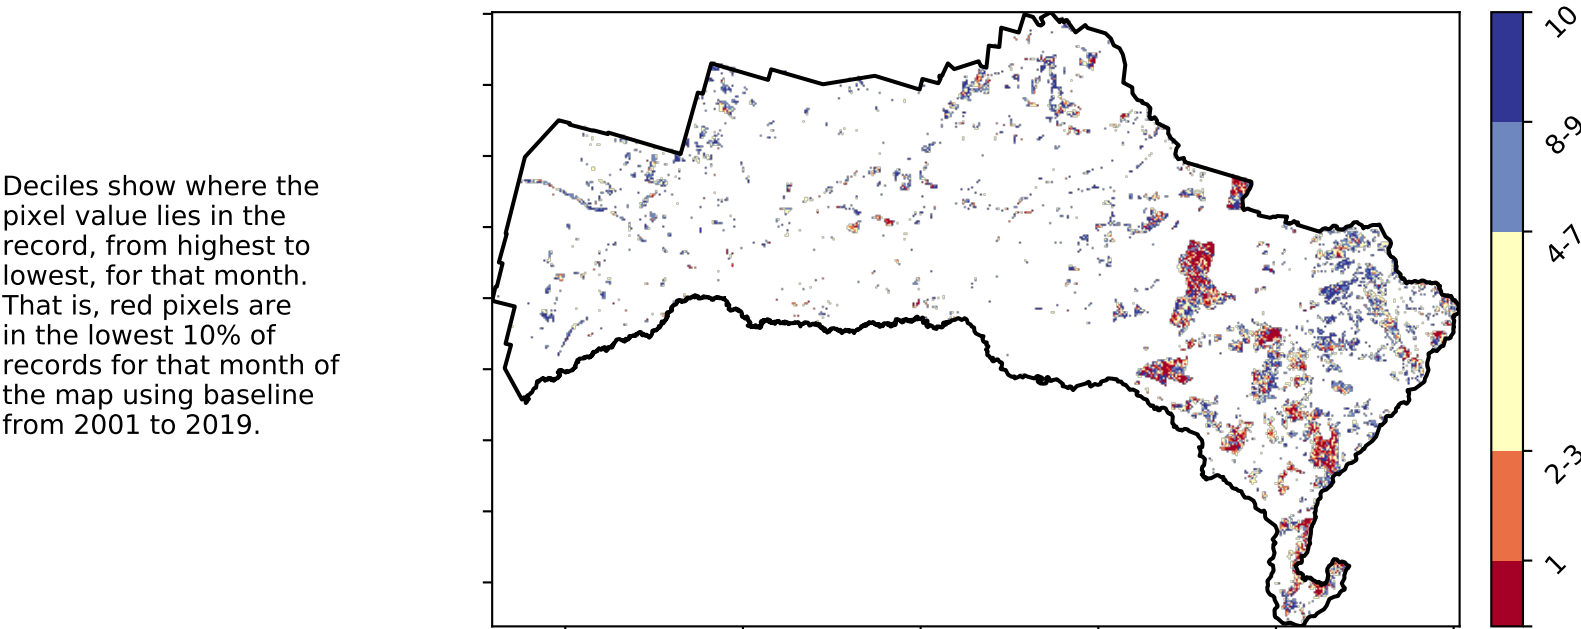 Deciles show where the
pixel value lies in the
record, from highest to
lowest, for that month.
That is, red pixels are
in the lowest 10% of
records for that month of
the map using baseline
from 2001 to 2019.
10
8-9
4-7
2-3
1